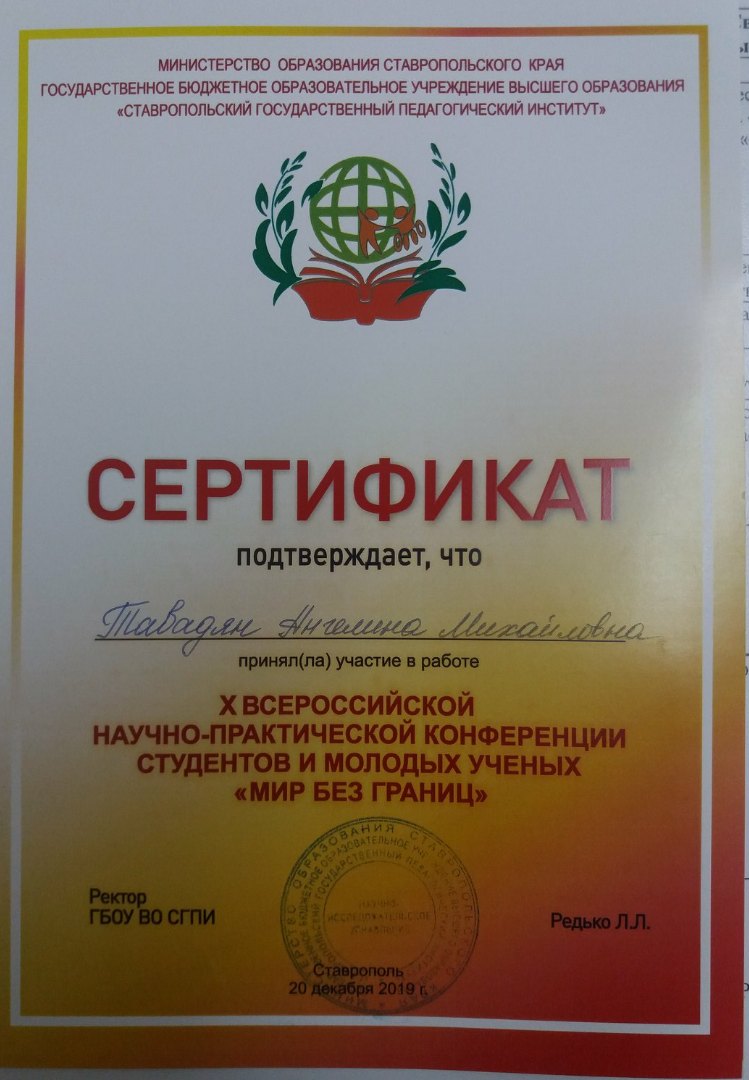 МИНИСТЕРСТВО ОБРАЗОВАНИЯ СТАВРОПОЛЬСКОГО КРАЯ
ГОСУДАРСТВЕННОЕ БЮДЖЕТНОЕ ОБРАЗОВАТЕЛЬНОЕ УЧРЕЖДЕНИЕ ВЫСШЕГО ОБРАЗОВАНИЯ
«СТАВРОПОЛЬСКИЙ ГОСУДАРСТВЕННЫЙ ПЕДАГОГИЧЕСКИЙ ИНСТИТУТ»
СЕРТИФИКАТ
подтверждает, что
Тавадян Ангелина Михайловна
принял(ла) участие в работе
X ВСЕРОССИЙСКОЙ
НАУЧНО-ПРАКТИЧЕСКОЙ КОНФЕРЕНЦИИ
СТУДЕНТОВ И МОЛОДЫХ УЧЕНЫХ
«МИР БЕЗ ГРАНИЦ»
Ректор
ГБОУ ВО СГПИ
Редько Л.Л.
НАУЧНО-
ИССЛЕДОВАТЕЛЬСКОЕ
Ставрополь
20 декабря 2019 г.